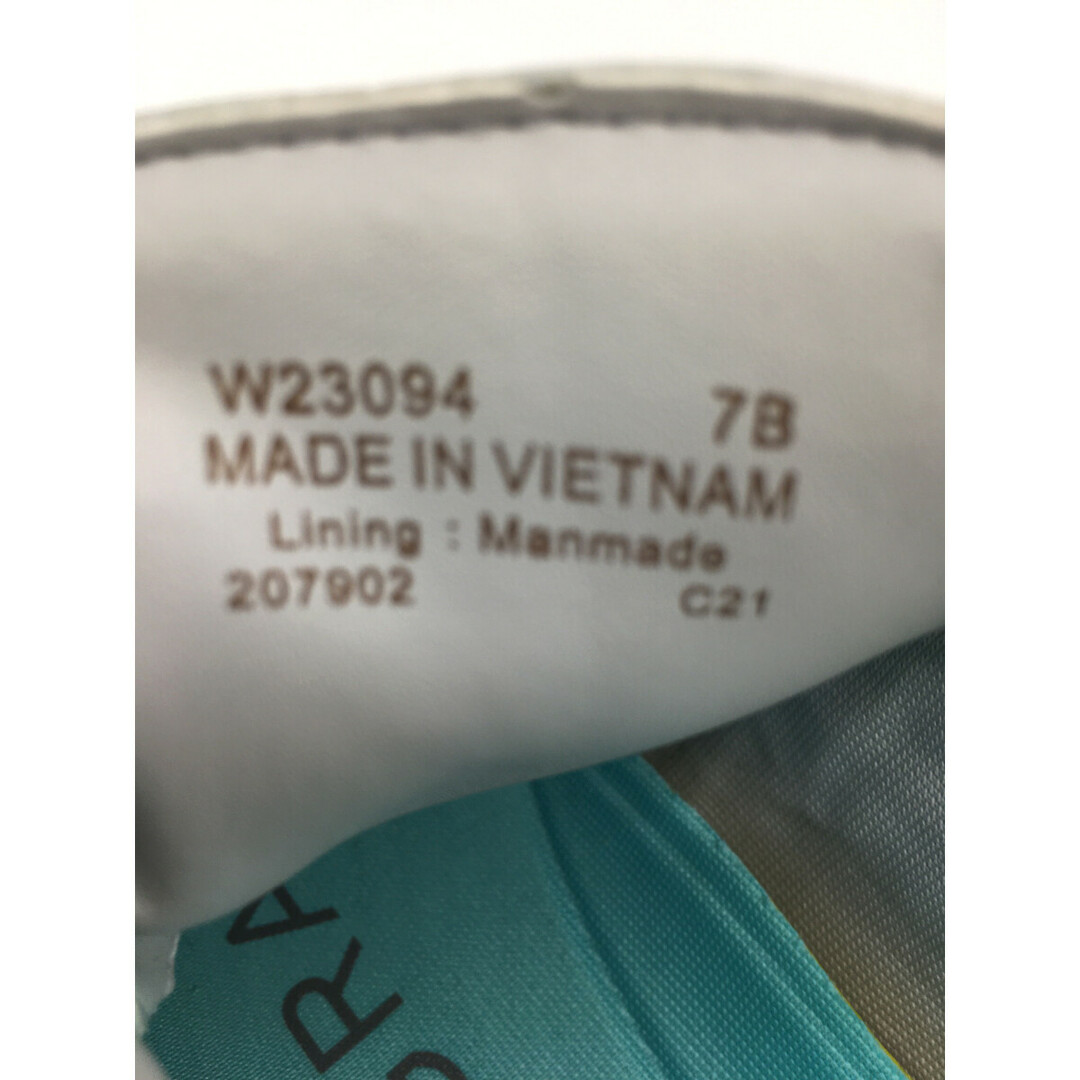 W23094 7B
MADE IN VIETNAM
Lining : Manmade
207902 C21